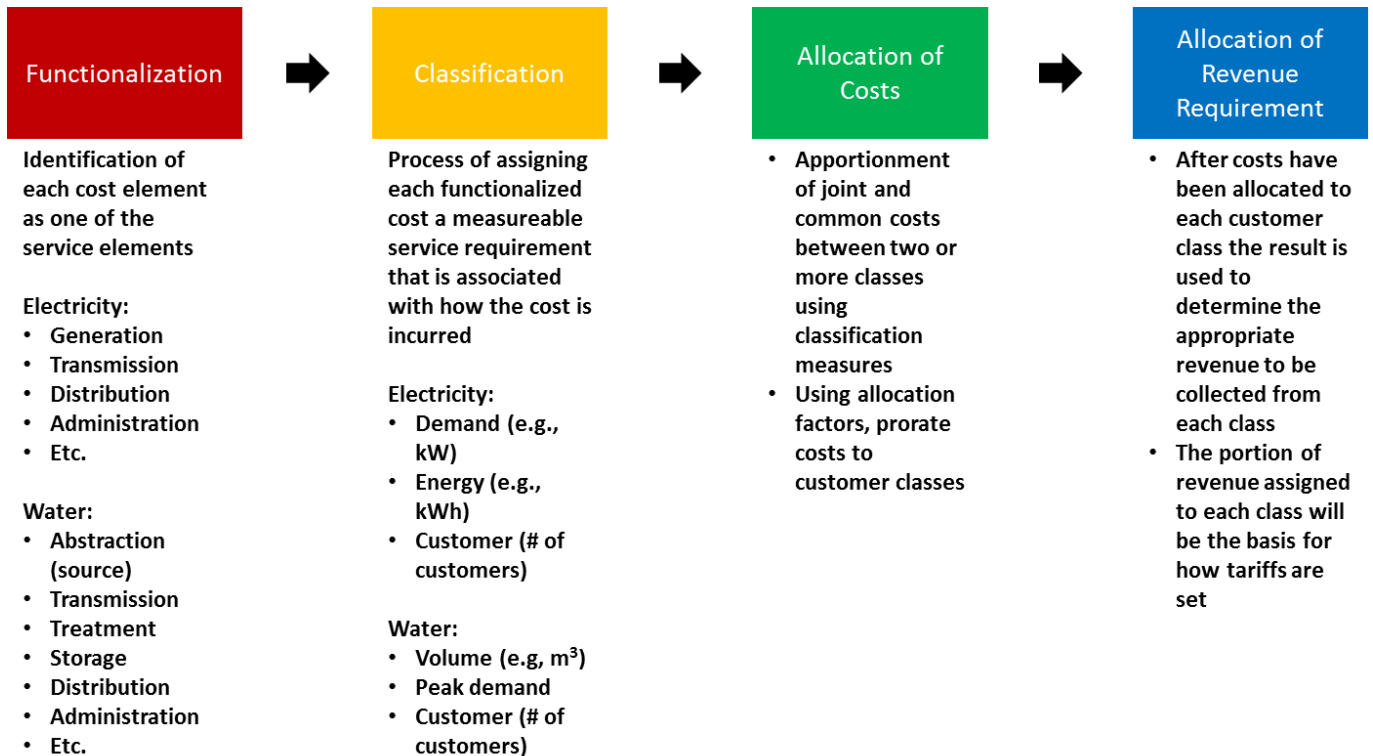 Functionalization
Identification of
each cost element
as one of the
service elements
Electricity:
• Generation
• Transmission
• Distribution
• Administration
• Etc.
Water:
• Abstraction
(source)
• Transmission
• Treatment
• Storage
• Distribution
• Administration
• Etc.
Classification
Process of assigning
each functionalized
cost a measureable
service requirement
that is associated
with how the cost is
incurred
Electricity:
• Demand (e.g.,
kW)
• Energy (e.g.,
kWh)
• Customer (# of
customers)
Water:
• Volume (e.g, m³)
• Peak demand
• Customer (# of
customers)
Allocation of
Costs
• Apportionment
of joint and
common costs
between two or
more classes
using
classification
measures
• Using allocation
factors, prorate
costs to
customer classes
Allocation of
Revenue
Requirement
• After costs have
been allocated to
each customer
class the result is
used to
determine the
appropriate
revenue to be
collected from
each class
• The portion of
revenue assigned
to each class will
be the basis for
how tariffs are
set